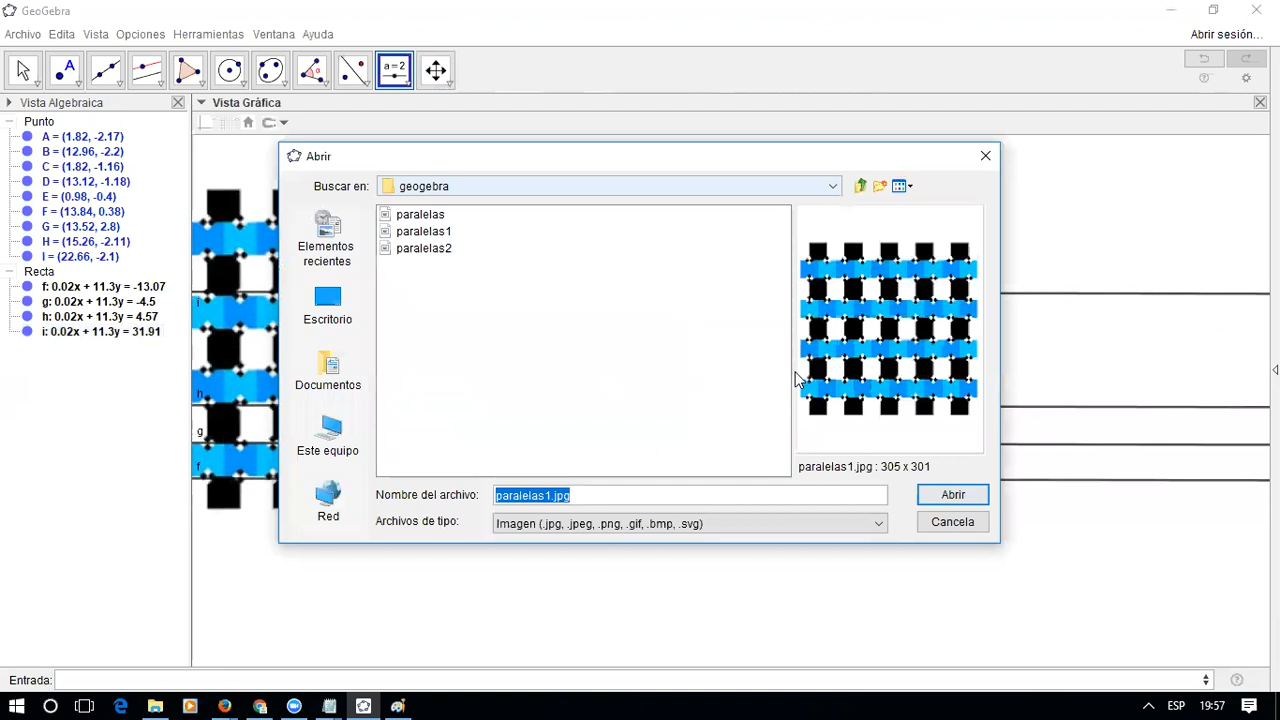 GeoGebra
Archivo Edita Vista Opciones Herramientas Ventana Ayuda
Abrir sesión...
A
a=2
Vista Algebraica
Vista Gráfica
Punto
A = (1.82, -2.17)
B = (12.96, -2.2)
C = (1.82, -1.16)
D = (13.12, -1.18)
E = (0.98, -0.4)
F = (13.84, 0.38)
G = (13.52, 2.8)
H = (15.26, -2.11)
I = (22.66, -2.1)
Recta
f: 0.02x + 11.3y = -13.07
g: 0.02x + 11.3y = -4.5
h: 0.02x + 11.3y = 4.57
i: 0.02x + 11.3y = 31.91
i
h
g
f
Abrir
Buscar en: geogebra
Elementos recientes
Escritorio
Documentos
Este equipo
Red
paralelas
paralelas1
paralelas2
paralelas1.jpg : 305 x 301
Nombre del archivo: paralelas1.jpg
Abrir
Archivos de tipo: Imagen (.jpg, .jpeg, .png, .gif, .bmp, .svg)
Cancela
Entrada:
ESP 19:57